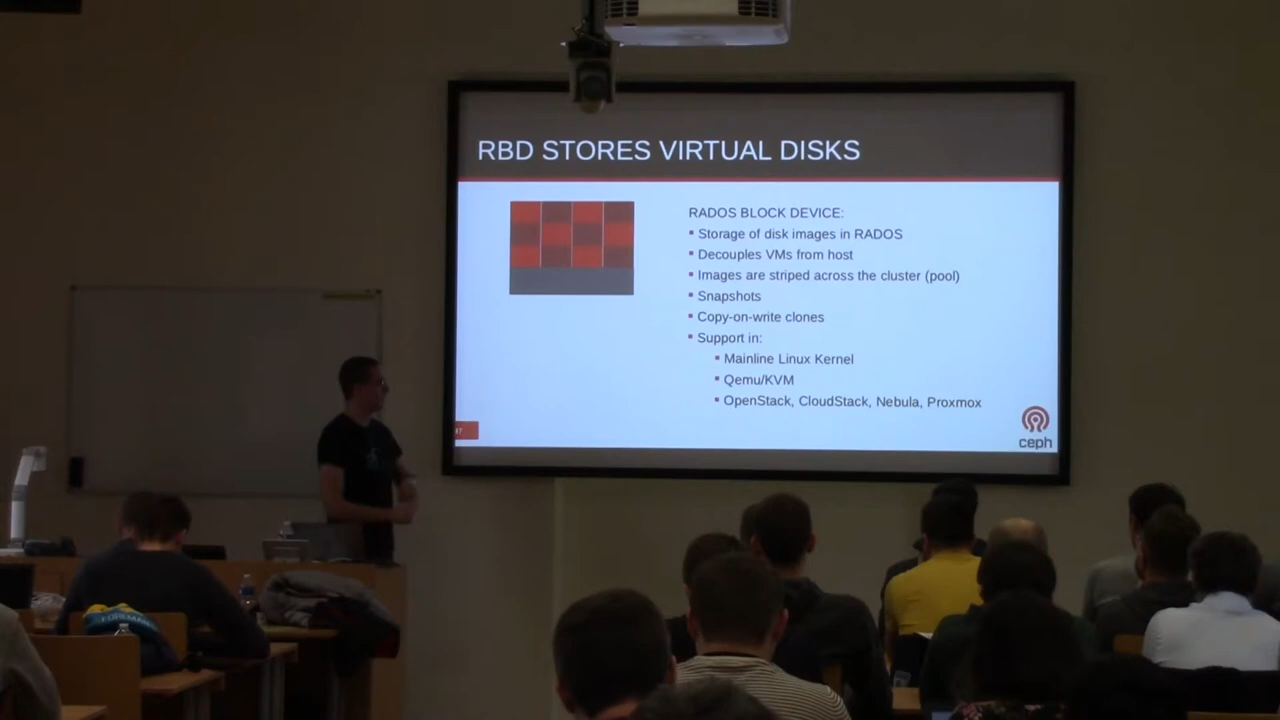 RBD STORES VIRTUAL DISKS
RADOS BLOCK DEVICE:
▪ Storage of disk images in RADOS
▪ Decouples VMs from host
▪ Images are striped across the cluster (pool)
▪ Snapshots
▪ Copy-on-write clones
▪ Support in:
▪ Mainline Linux Kernel
▪ Qemu/KVM
▪ OpenStack, CloudStack, Nebula, Proxmox
ceph
FOREMAN